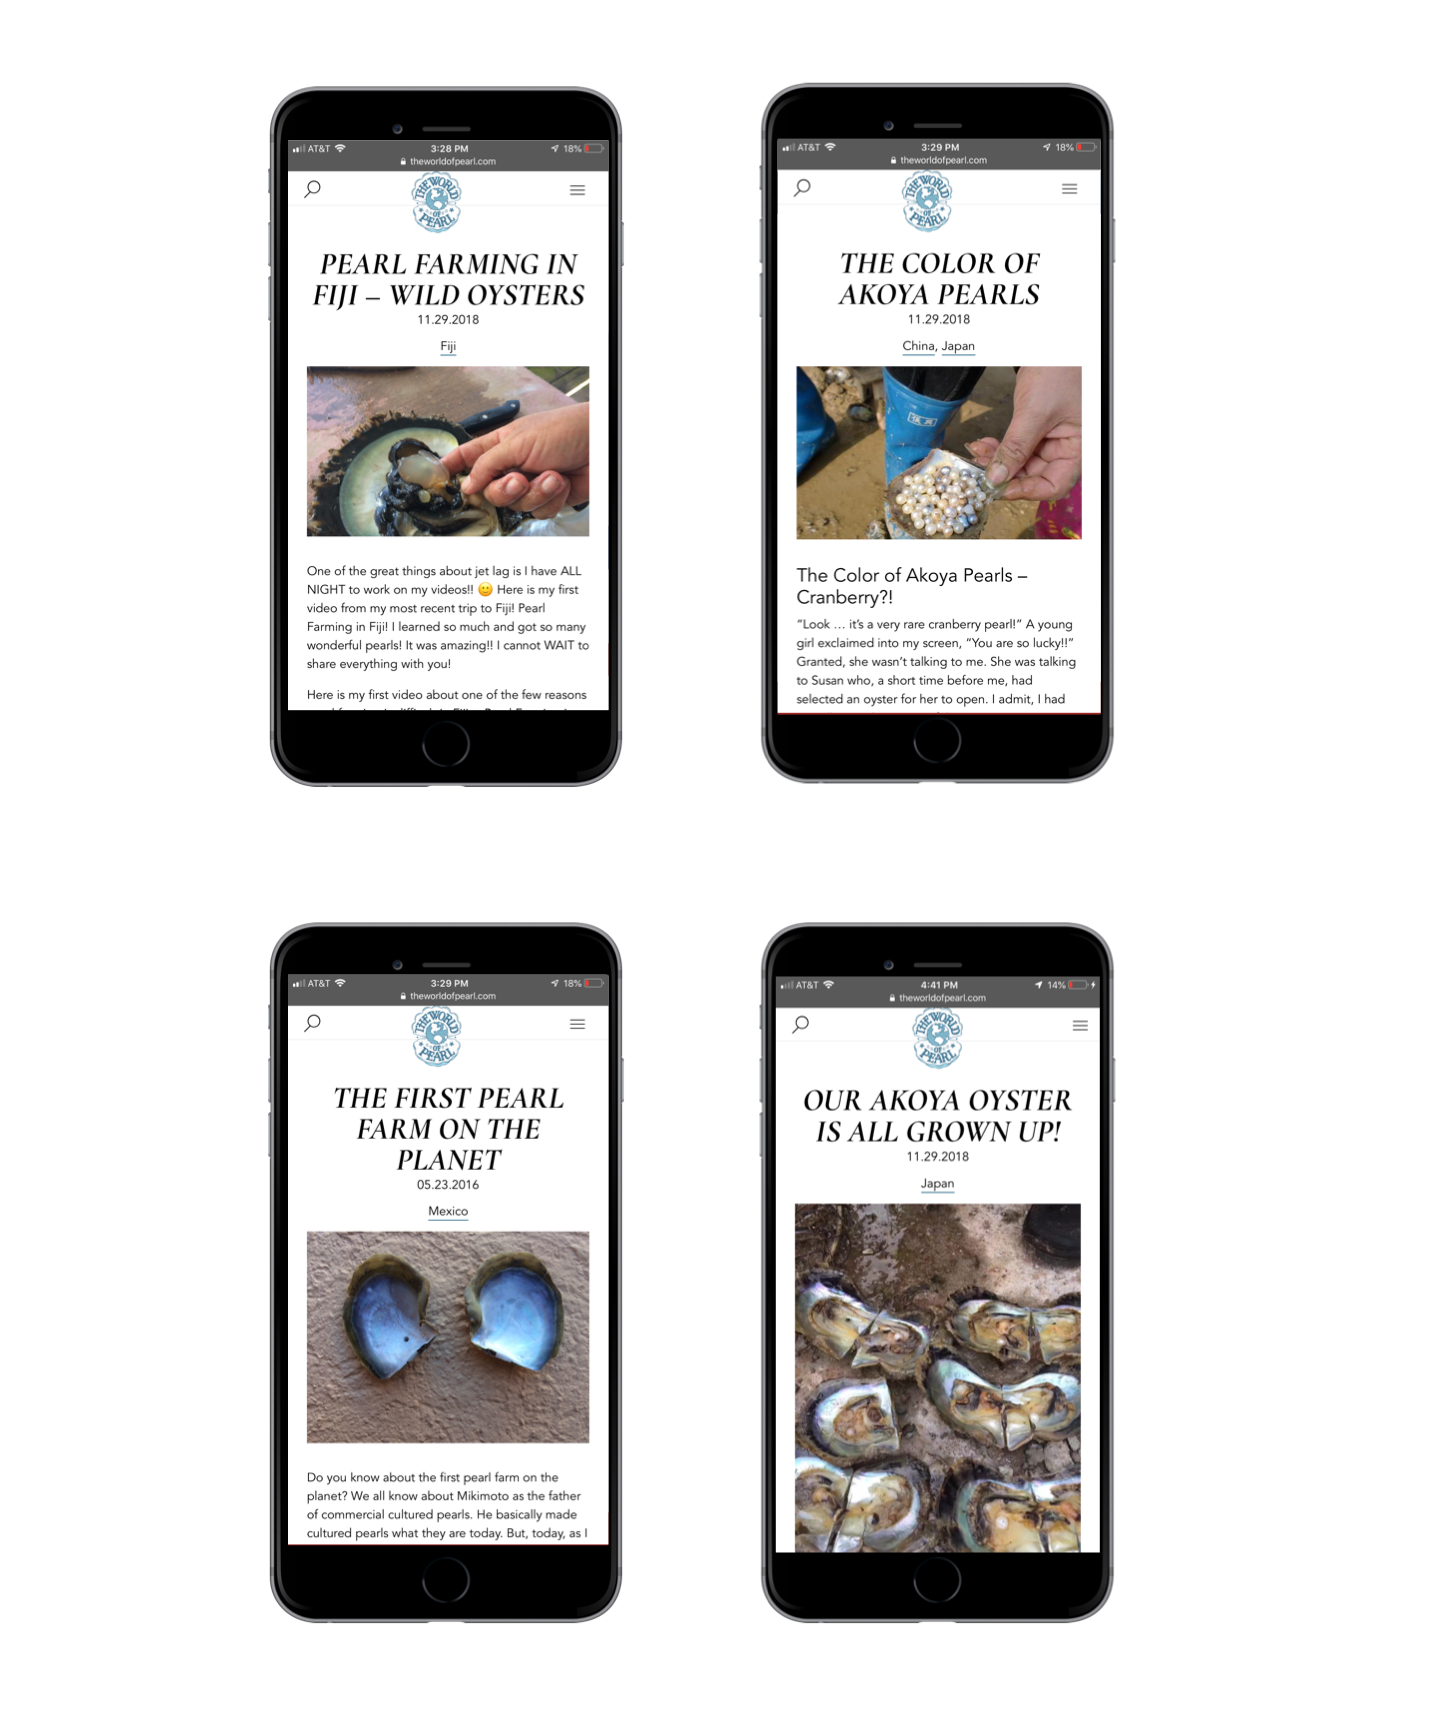 AT&T 3:28 PM 18%
theworldofpearl.com
THE WORLD
OF
PEARL
PEARL FARMING IN
FIJI – WILD OYSTERS
11.29.2018
Fiji
One of the great things about jet lag is I have ALL
NIGHT to work on my videos!! 🙂 Here is my first
video from my most recent trip to Fiji! Pearl
Farming in Fiji! I learned so much and got so many
wonderful pearls! It was amazing!! I cannot WAIT to
share everything with you!
Here is my first video about one of the few reasons
AT&T 3:29 PM 18%
theworldofpearl.com
THE WORLD
OF
PEARL
THE COLOR OF
AKOYA PEARLS
11.29.2018
China, Japan
The Color of Akoya Pearls –
Cranberry?!
“Look … it’s a very rare cranberry pearl!” A young
girl exclaimed into my screen, “You are so lucky!!”
Granted, she wasn’t talking to me. She was talking
to Susan who, a short time before me, had
selected an oyster for her to open. I admit, I had
AT&T 3:29 PM 18%
theworldofpearl.com
THE WORLD
OF
PEARL
THE FIRST PEARL
FARM ON THE
PLANET
05.23.2016
Mexico
Do you know about the first pearl farm on the
planet? We all know about Mikimoto as the father
of commercial cultured pearls. He basically made
cultured pearls what they are today. But, today, as I
AT&T 4:41 PM 14%
theworldofpearl.com
THE WORLD
OF
PEARL
OUR AKOYA OYSTER
IS ALL GROWN UP!
11.29.2018
Japan